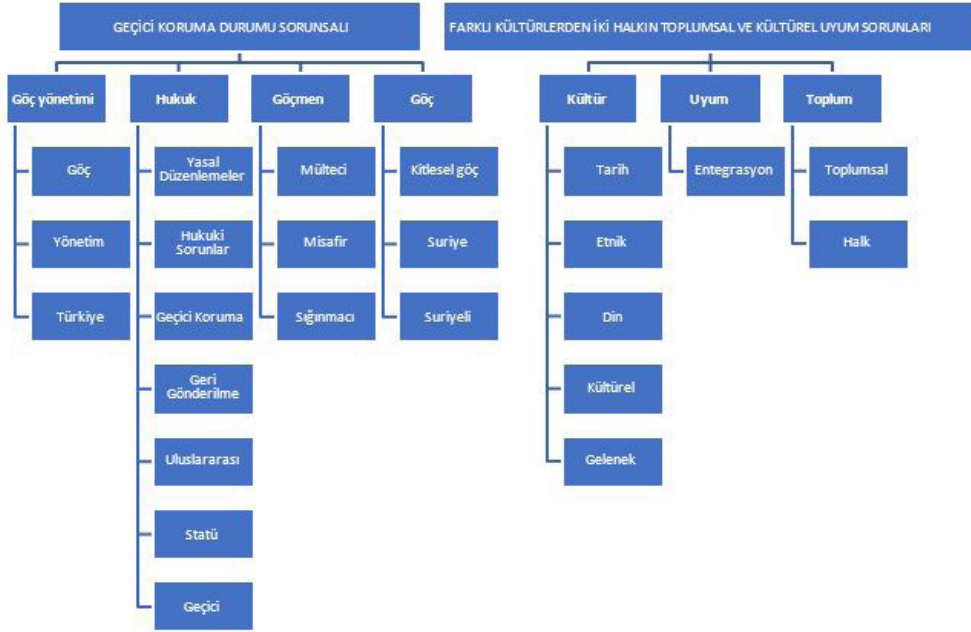 GEÇİCİ KORUMA DURUMU SORUNSALI
Göç yönetimi
Göç
Yönetim
Türkiye
Hukuk
Yasal
Düzenlemeler
Hukuki
Sorunlar
Geçici Koruma
Geri
Gönderilme
Uluslararası
Statü
Geçici
Göçmen
Mülteci
Misafir
Sığınmacı
Göç
Kitlesel göç
Suriye
Suriyeli
FARKLI KÜLTÜRLERDEN İKİ HALKIN TOPLUMSAL VE KÜLTÜREL UYUM SORUNLARI
Kültür
Tarih
Etnik
Din
Kültürel
Gelenek
Uyum
Entegrasyon
Toplum
Toplumsal
Halk